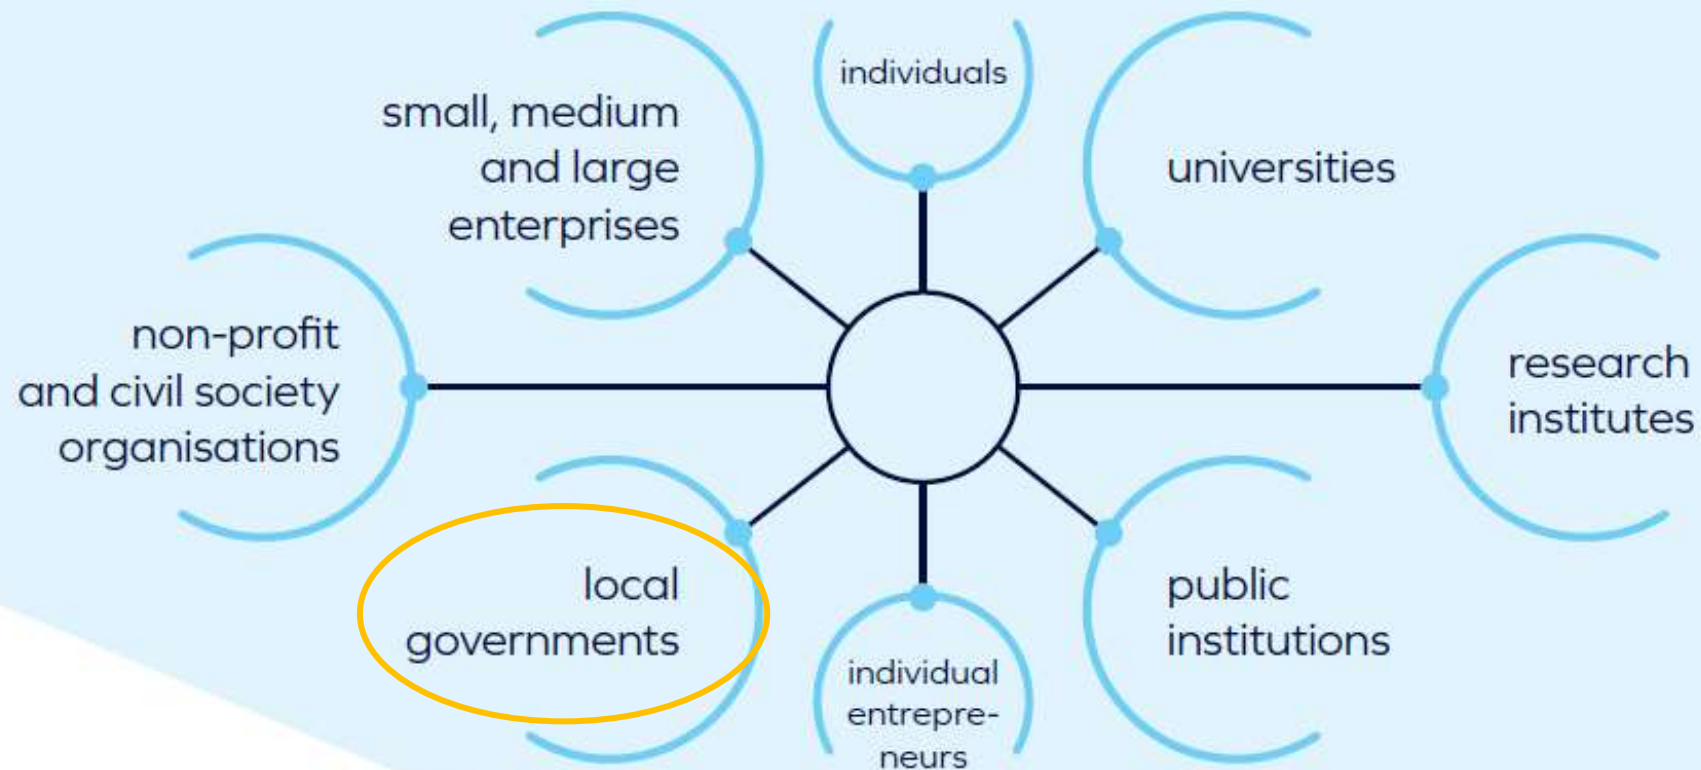 individuals
small, medium
and large
enterprises
universities
non-profit
and civil society
organisations
research
institutes
local
governments
public
institutions
individual
entrepre-
neurs